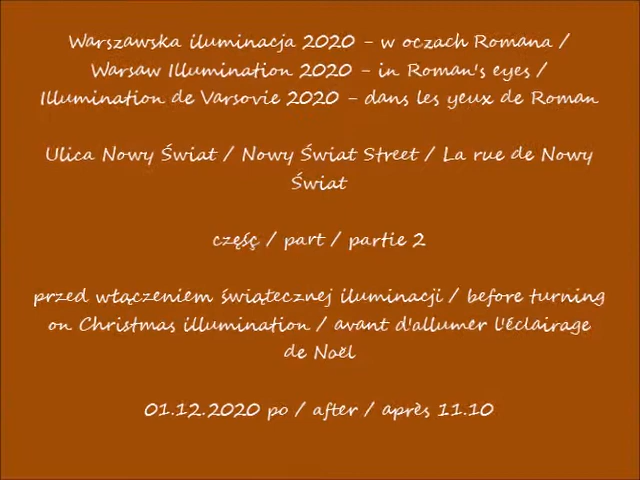 Warszawska iluminacja 2020 - w oczach Romana /
Warsaw Illumination 2020 - in Roman's eyes /
Illumination de Varsovie 2020 - dans les yeux de Roman
Ulica Nowy Świat / Nowy Świat Street / La rue de Nowy
Świat
częśç / part / partie 2
przed włączeniem świątecznej iluminacji / before turning
on Christmas illumination / avant d'allumer l'éclairage
de Noël
01.12.2020 po / after / après 11.10